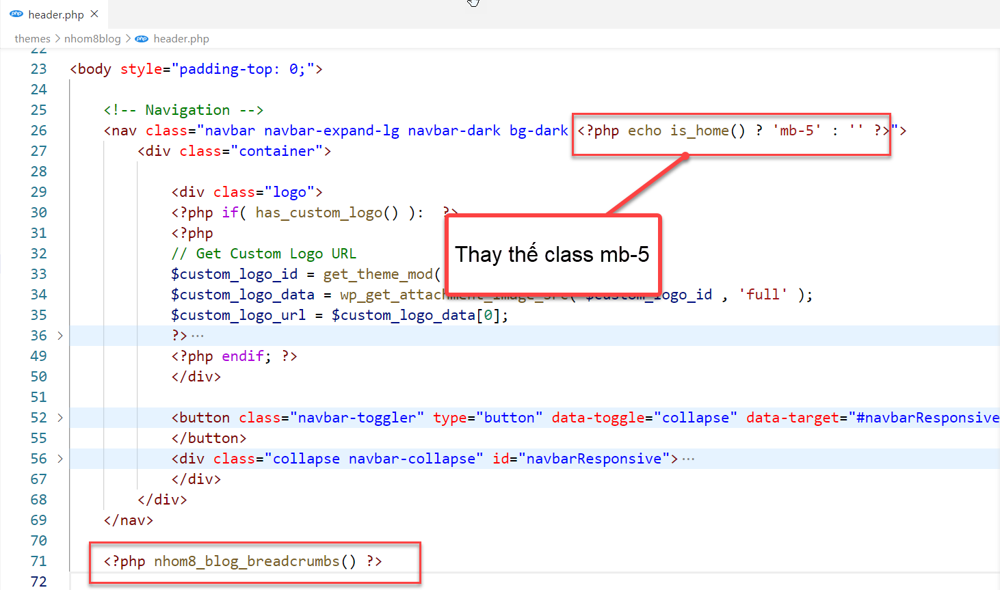 header.php
themes > nhom8blog > header.php
22
23 <body style="padding-top: 0;">
24
25 <!-- Navigation -->
26 <nav class="navbar navbar-expand-lg navbar-dark bg-dark <?php echo is_home() ? 'mb-5' : '' ?>">
27 <div class="container">
28
29 <div class="logo">
30 <?php if( has_custom_logo() ): ?>
31 <?php
32 // Get Custom Logo URL
Thay thế class mb-5
33 $custom_logo_id = get_theme_mod(
34 $custom_logo_data = wp_get_attachment_image_src( $custom_logo_id , 'full' );
35 $custom_logo_url = $custom_logo_data[0];
36 ?>···
49 <?php endif; ?>
50 </div>
51
52 <button class="navbar-toggler" type="button" data-toggle="collapse" data-target="#navbarResponsive
55 </button>
56 <div class="collapse navbar-collapse" id="navbarResponsive">···
67 </div>
68 </div>
69 </nav>
70
71 <?php nhom8_blog_breadcrumbs() ?>
72